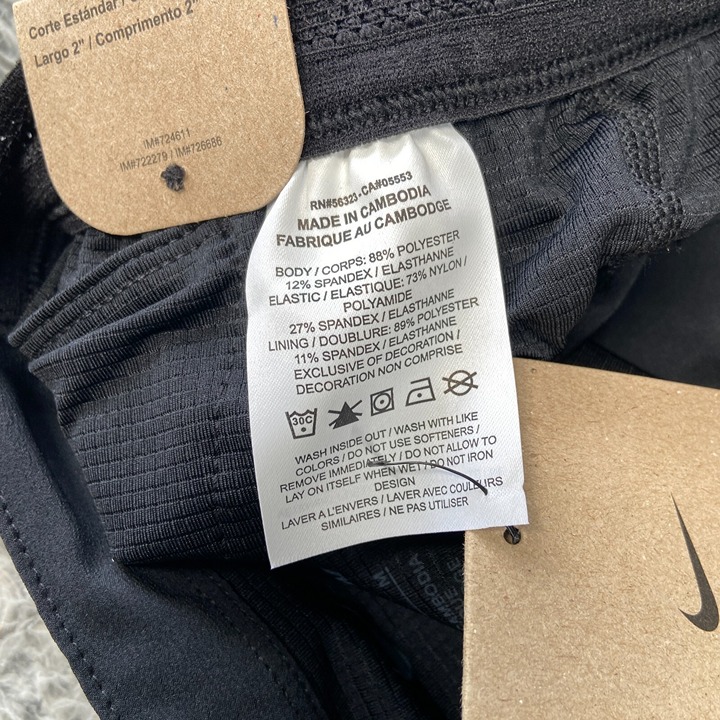 Corte Estándar /
Largo 2" / Comprimento 2"
IM#724611
IM#722279 / IM#726686
RN#56323-CA#05553
MADE IN CAMBODIA
FABRIQUE AU CAMBODGE
BODY / CORPS: 88% POLYESTER
12% SPANDEX / ELASTHANNE
ELASTIC / ELASTIQUE: 73% NYLON /
POLYAMIDE
27% SPANDEX / ELASTHANNE
LINING / DOUBLURE: 89% POLYESTER
11% SPANDEX / ELASTHANNE
EXCLUSIVE OF DECORATION /
DECORATION NON COMPRISE
30C
WASH INSIDE OUT / WASH WITH LIKE
COLORS / DO NOT USE SOFTENERS /
REMOVE IMMEDIATELY / DO NOT ALLOW TO
LAY ON ITSELF WHEN WET / DO NOT IRON
DESIGN
LAVER A L'ENVERS / LAVER AVEC COULEURS
SIMILAIRES / NE PAS UTILISER
M